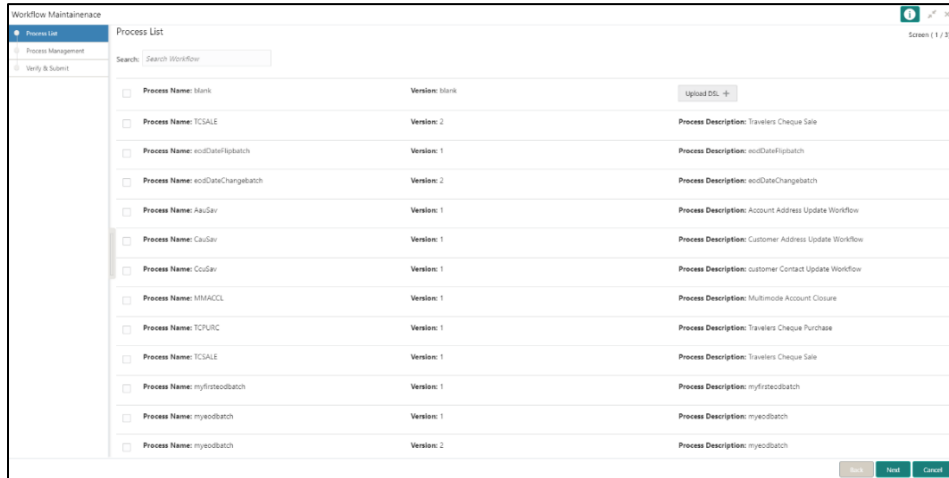 Workflow Maintainenace
Process List
Process Management
Verify & Submit
Process List
Screen ( 1 / 3)
Search: Search Workflow
Process Name: blank Version: blank Upload DSL +
Process Name: TCSALE Version: 2 Process Description: Travelers Cheque Sale
Process Name: eodDateFlipbatch Version: 1 Process Description: eodDateFlipbatch
Process Name: eodDateChangebatch Version: 2 Process Description: eodDateChangebatch
Process Name: AauSav Version: 1 Process Description: Account Address Update Workflow
Process Name: CauSav Version: 1 Process Description: Customer Address Update Workflow
Process Name: CcuSav Version: 1 Process Description: customer Contact Update Workflow
Process Name: MMACCL Version: 1 Process Description: Multimode Account Closure
Process Name: TCPURC Version: 1 Process Description: Travelers Cheque Purchase
Process Name: TCSALE Version: 1 Process Description: Travelers Cheque Sale
Process Name: myfirsteodbatch Version: 1 Process Description: myfirsteodbatch
Process Name: myeodbatch Version: 1 Process Description: myeodbatch
Process Name: myeodbatch Version: 2 Process Description: myeodbatch
Back Next Cancel